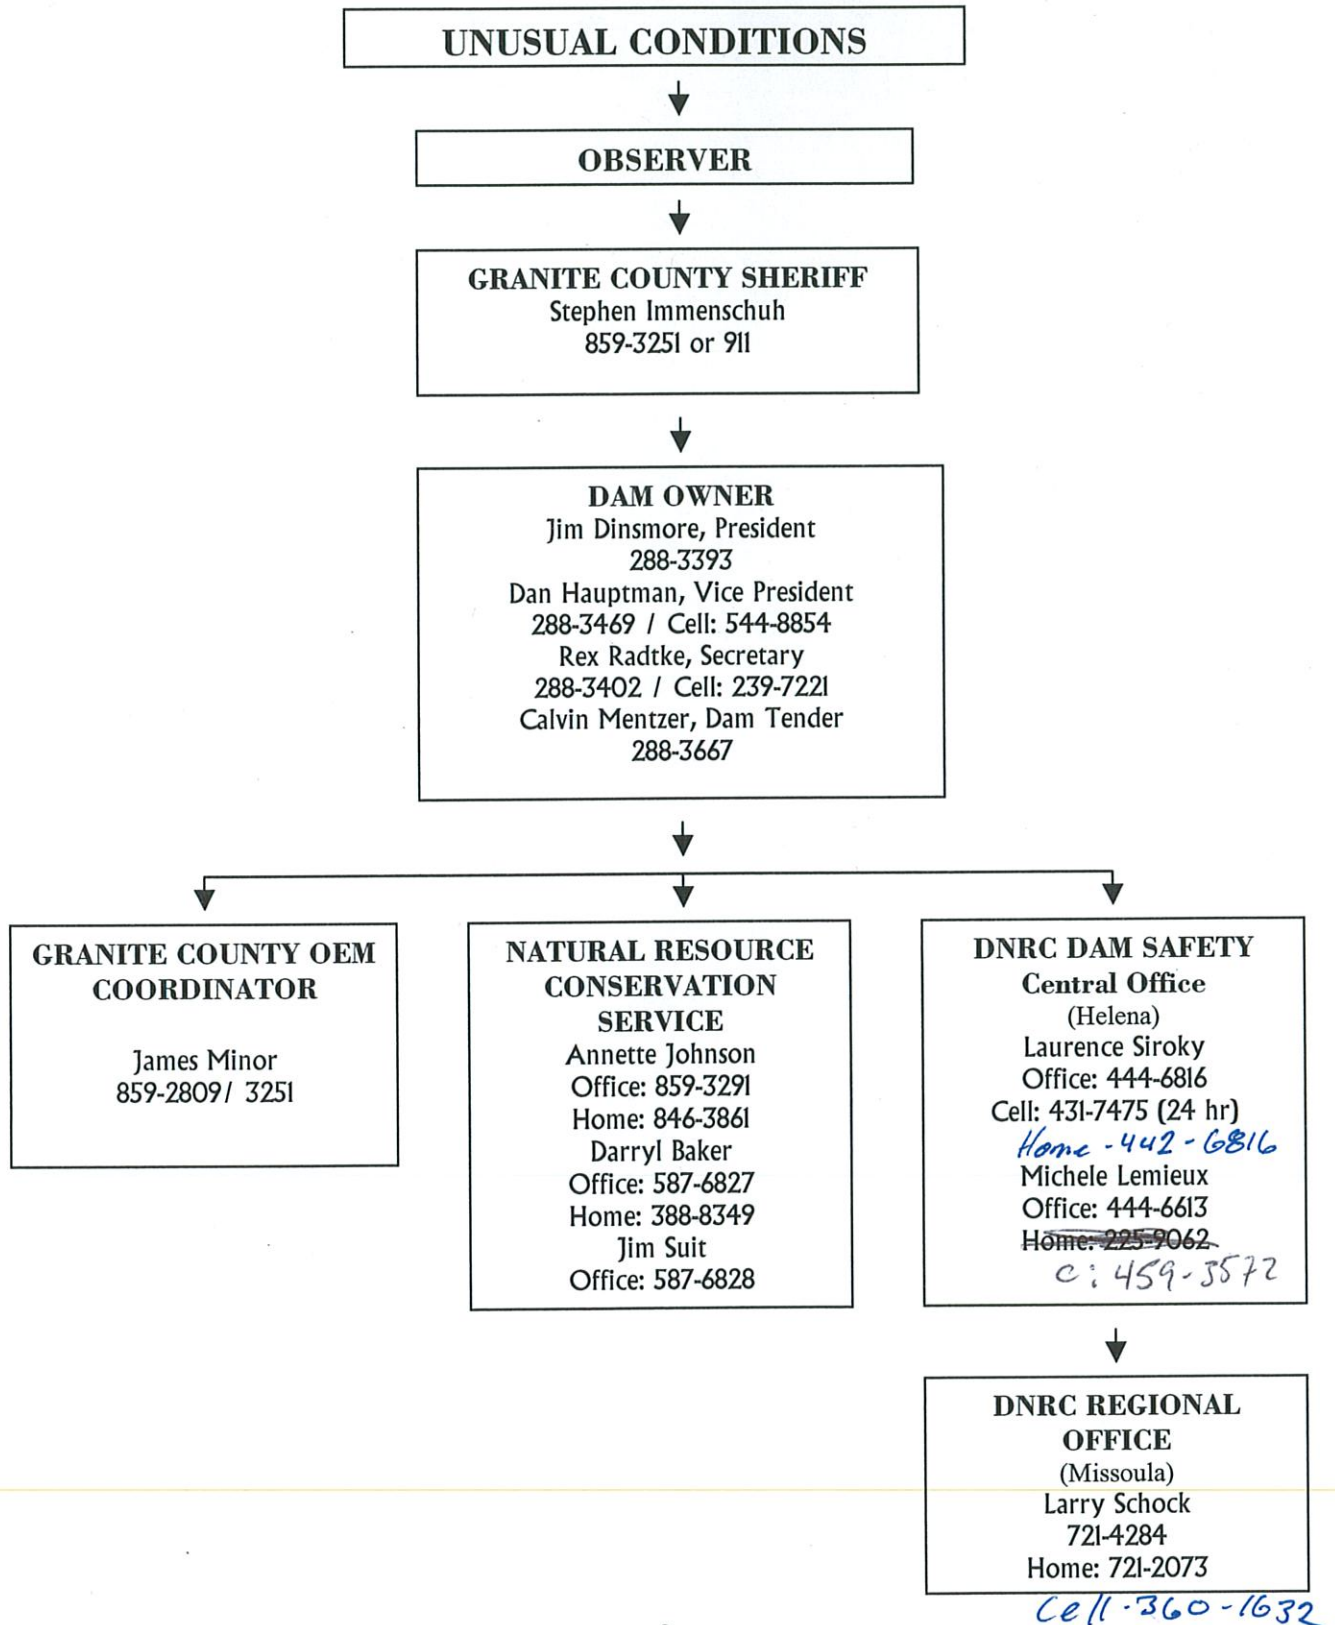 UNUSUAL CONDITIONS
OBSERVER
GRANITE COUNTY SHERIFF
Stephen Immenschuh
859-3251 or 911
DAM OWNER
Jim Dinsmore, President
288-3393
Dan Hauptman, Vice President
288-3469 / Cell: 544-8854
Rex Radtke, Secretary
288-3402 / Cell: 239-7221
Calvin Mentzer, Dam Tender
288-3667
GRANITE COUNTY OEM
COORDINATOR
James Minor
859-2809/ 3251
NATURAL RESOURCE
CONSERVATION
SERVICE
Annette Johnson
Office: 859-3291
Home: 846-3861
Darryl Baker
Office: 587-6827
Home: 388-8349
Jim Suit
Office: 587-6828
DNRC DAM SAFETY
Central Office
(Helena)
Laurence Siroky
Office: 444-6816
Cell: 431-7475 (24 hr)
Home - 442-6816
Michele Lemieux
Office: 444-6613
Home: 225-9062
c: 459-3572
DNRC REGIONAL
OFFICE
(Missoula)
Larry Schock
721-4284
Home: 721-2073
Cell - 360-1632